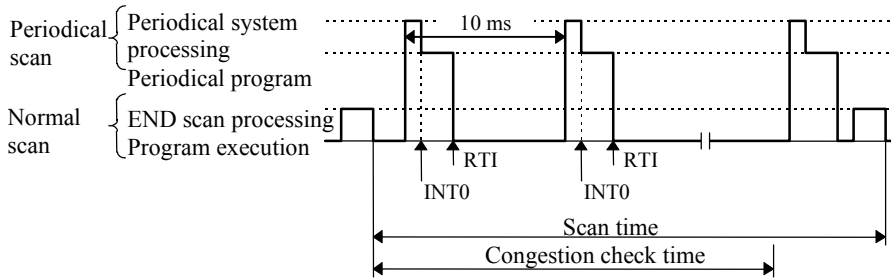 Periodical scan
Periodical system processing
Periodical program
10 ms
Normal scan
END scan processing
Program execution
RTI
RTI
INT0
INT0
Scan time
Congestion check time